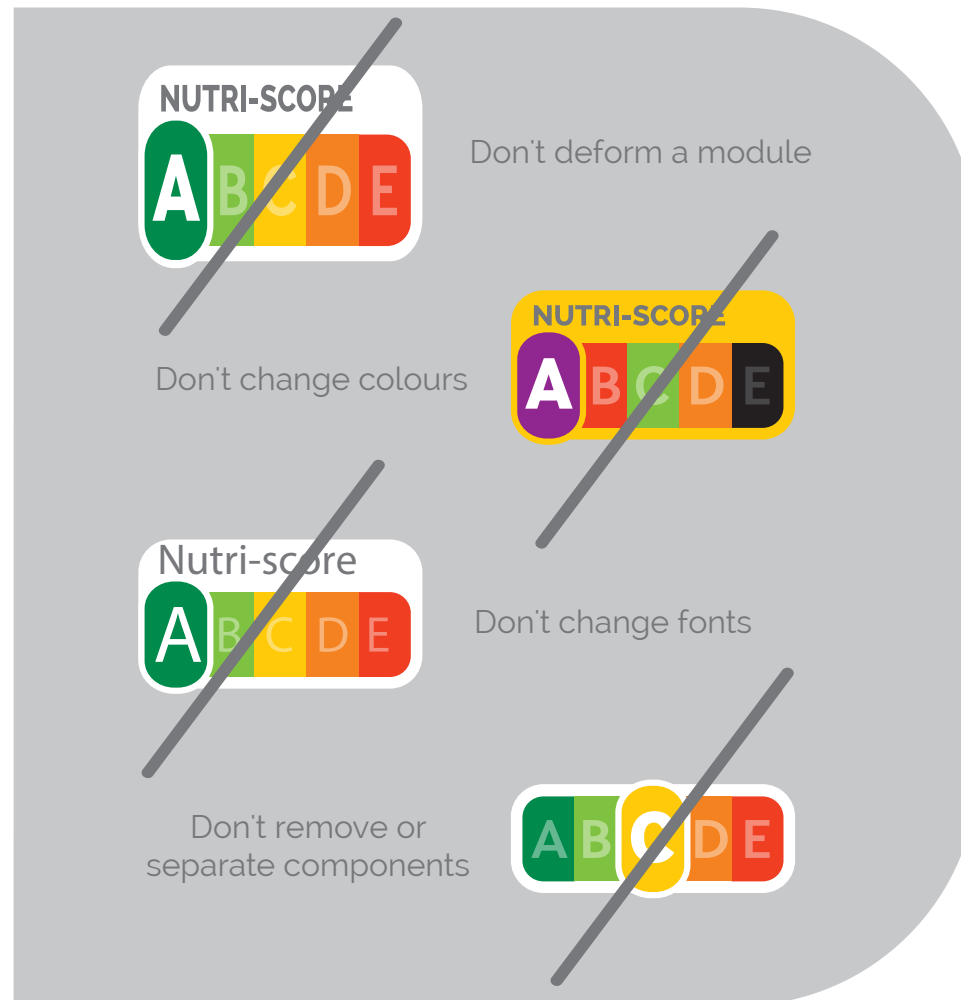 NUTRI-SCORE
A B C D E
Don't deform a module
NUTRI-SCORE
A B C D E
Don't change colours
Nutri-score
A B C D E
Don't change fonts
A B C D E
Don't remove or
separate components